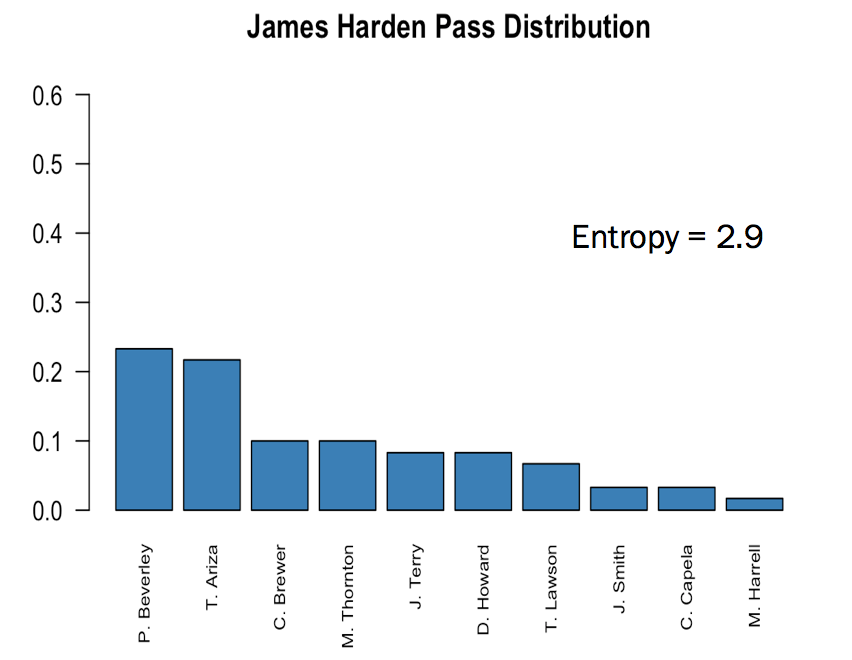 James Harden Pass Distribution
0.6
0.5
0.4
0.3
0.2
0.1
0.0
Entropy = 2.9
P. Beverley
T. Ariza
C. Brewer
M. Thornton
J. Terry
D. Howard
T. Lawson
J. Smith
C. Capela
M. Harrell